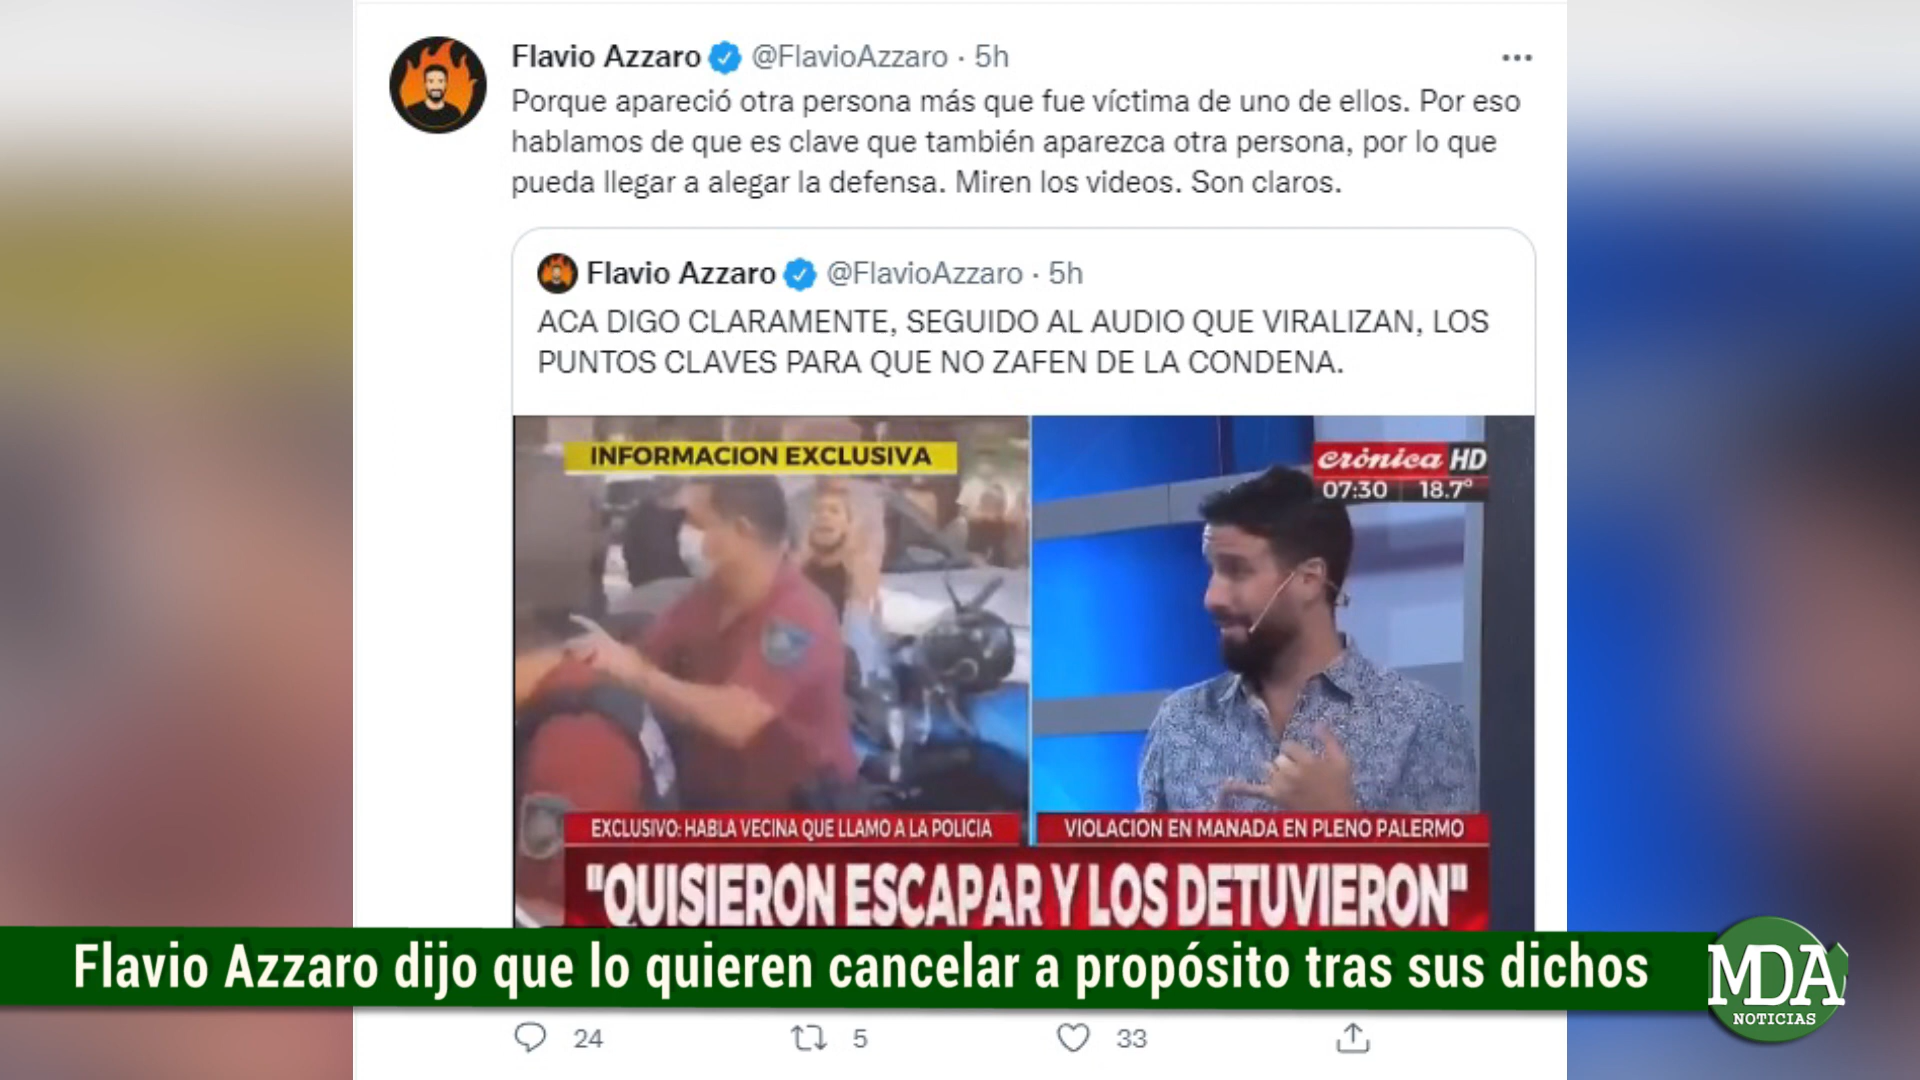 Flavio Azzaro @FlavioAzzaro · 5h
Porque apareció otra persona más que fue víctima de uno de ellos. Por eso
hablamos de que es clave que también aparezca otra persona, por lo que
pueda llegar a alegar la defensa. Miren los videos. Son claros.
Flavio Azzaro @FlavioAzzaro · 5h
ACA DIGO CLARAMENTE, SEGUIDO AL AUDIO QUE VIRALIZAN, LOS
PUNTOS CLAVES PARA QUE NO ZAFEN DE LA CONDENA.
INFORMACION EXCLUSIVA
crónica HD
07:30 18.7°
EXCLUSIVO: HABLA VECINA QUE LLAMO A LA POLICIA
VIOLACION EN MANADA EN PLENO PALERMO
"QUISIERON ESCAPAR Y LOS DETUVIERON"
Flavio Azzaro dijo que lo quieren cancelar a propósito tras sus dichos
MDA
NOTICIAS
24 5 33